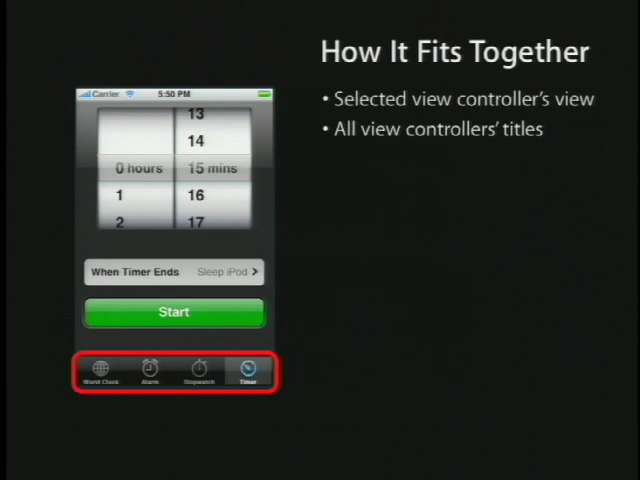 How It Fits Together
• Selected view controller's view
• All view controllers' titles
Carrier 5:50 PM
13
14
0 hours 15 mins
1 16
2 17
When Timer Ends Sleep iPod >
Start
World Clock Alarm Stopwatch Timer